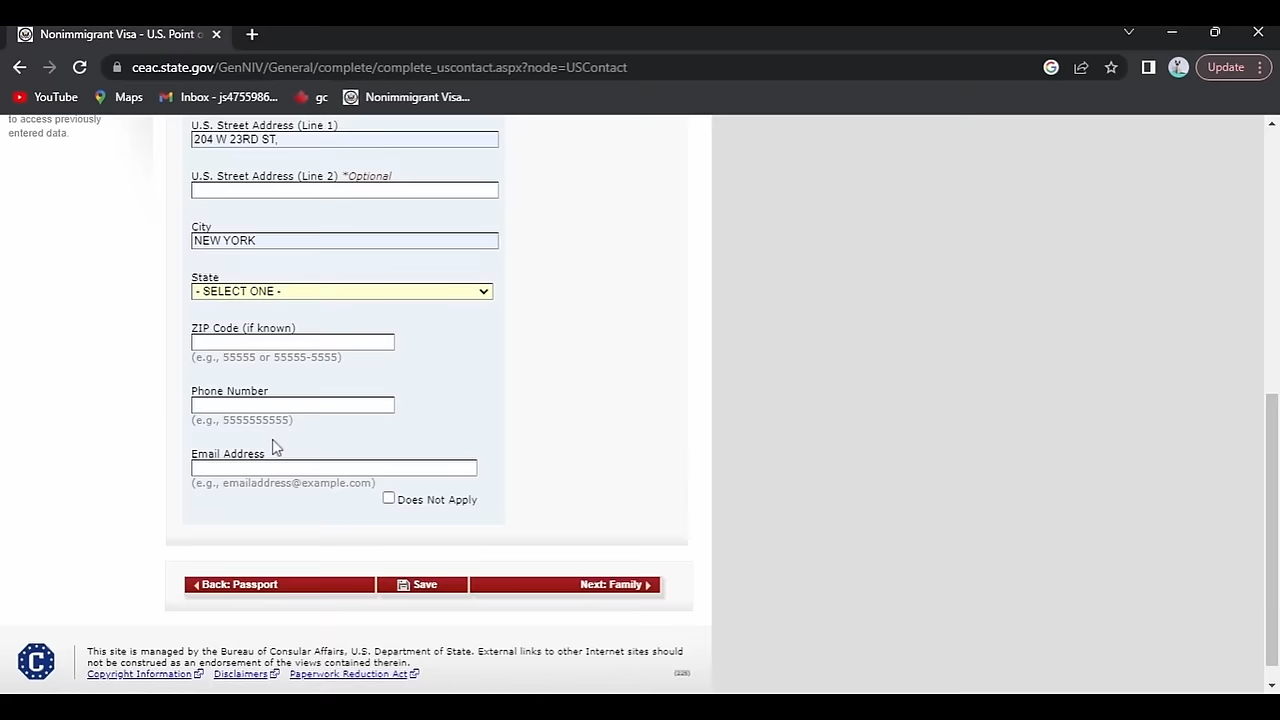 Nonimmigrant Visa - U.S. Point o
ceac.state.gov/GenNIV/General/complete/complete_uscontact.aspx?node=USContact
Update
YouTube
Maps
Inbox - js4755986...
gc
Nonimmigrant Visa...
to access previously
entered data.
U.S. Street Address (Line 1)
204 W 23RD ST,
U.S. Street Address (Line 2) *Optional
City
NEW YORK
State
- SELECT ONE -
ZIP Code (if known)
(e.g., 55555 or 55555-5555)
Phone Number
(e.g., 5555555555)
Email Address
(e.g., emailaddress@example.com)
Does Not Apply
Back: Passport
Save
Next: Family
This site is managed by the Bureau of Consular Affairs, U.S. Department of State. External links to other Internet sites should
not be construed as an endorsement of the views contained therein.
Copyright Information Disclaimers Paperwork Reduction Act